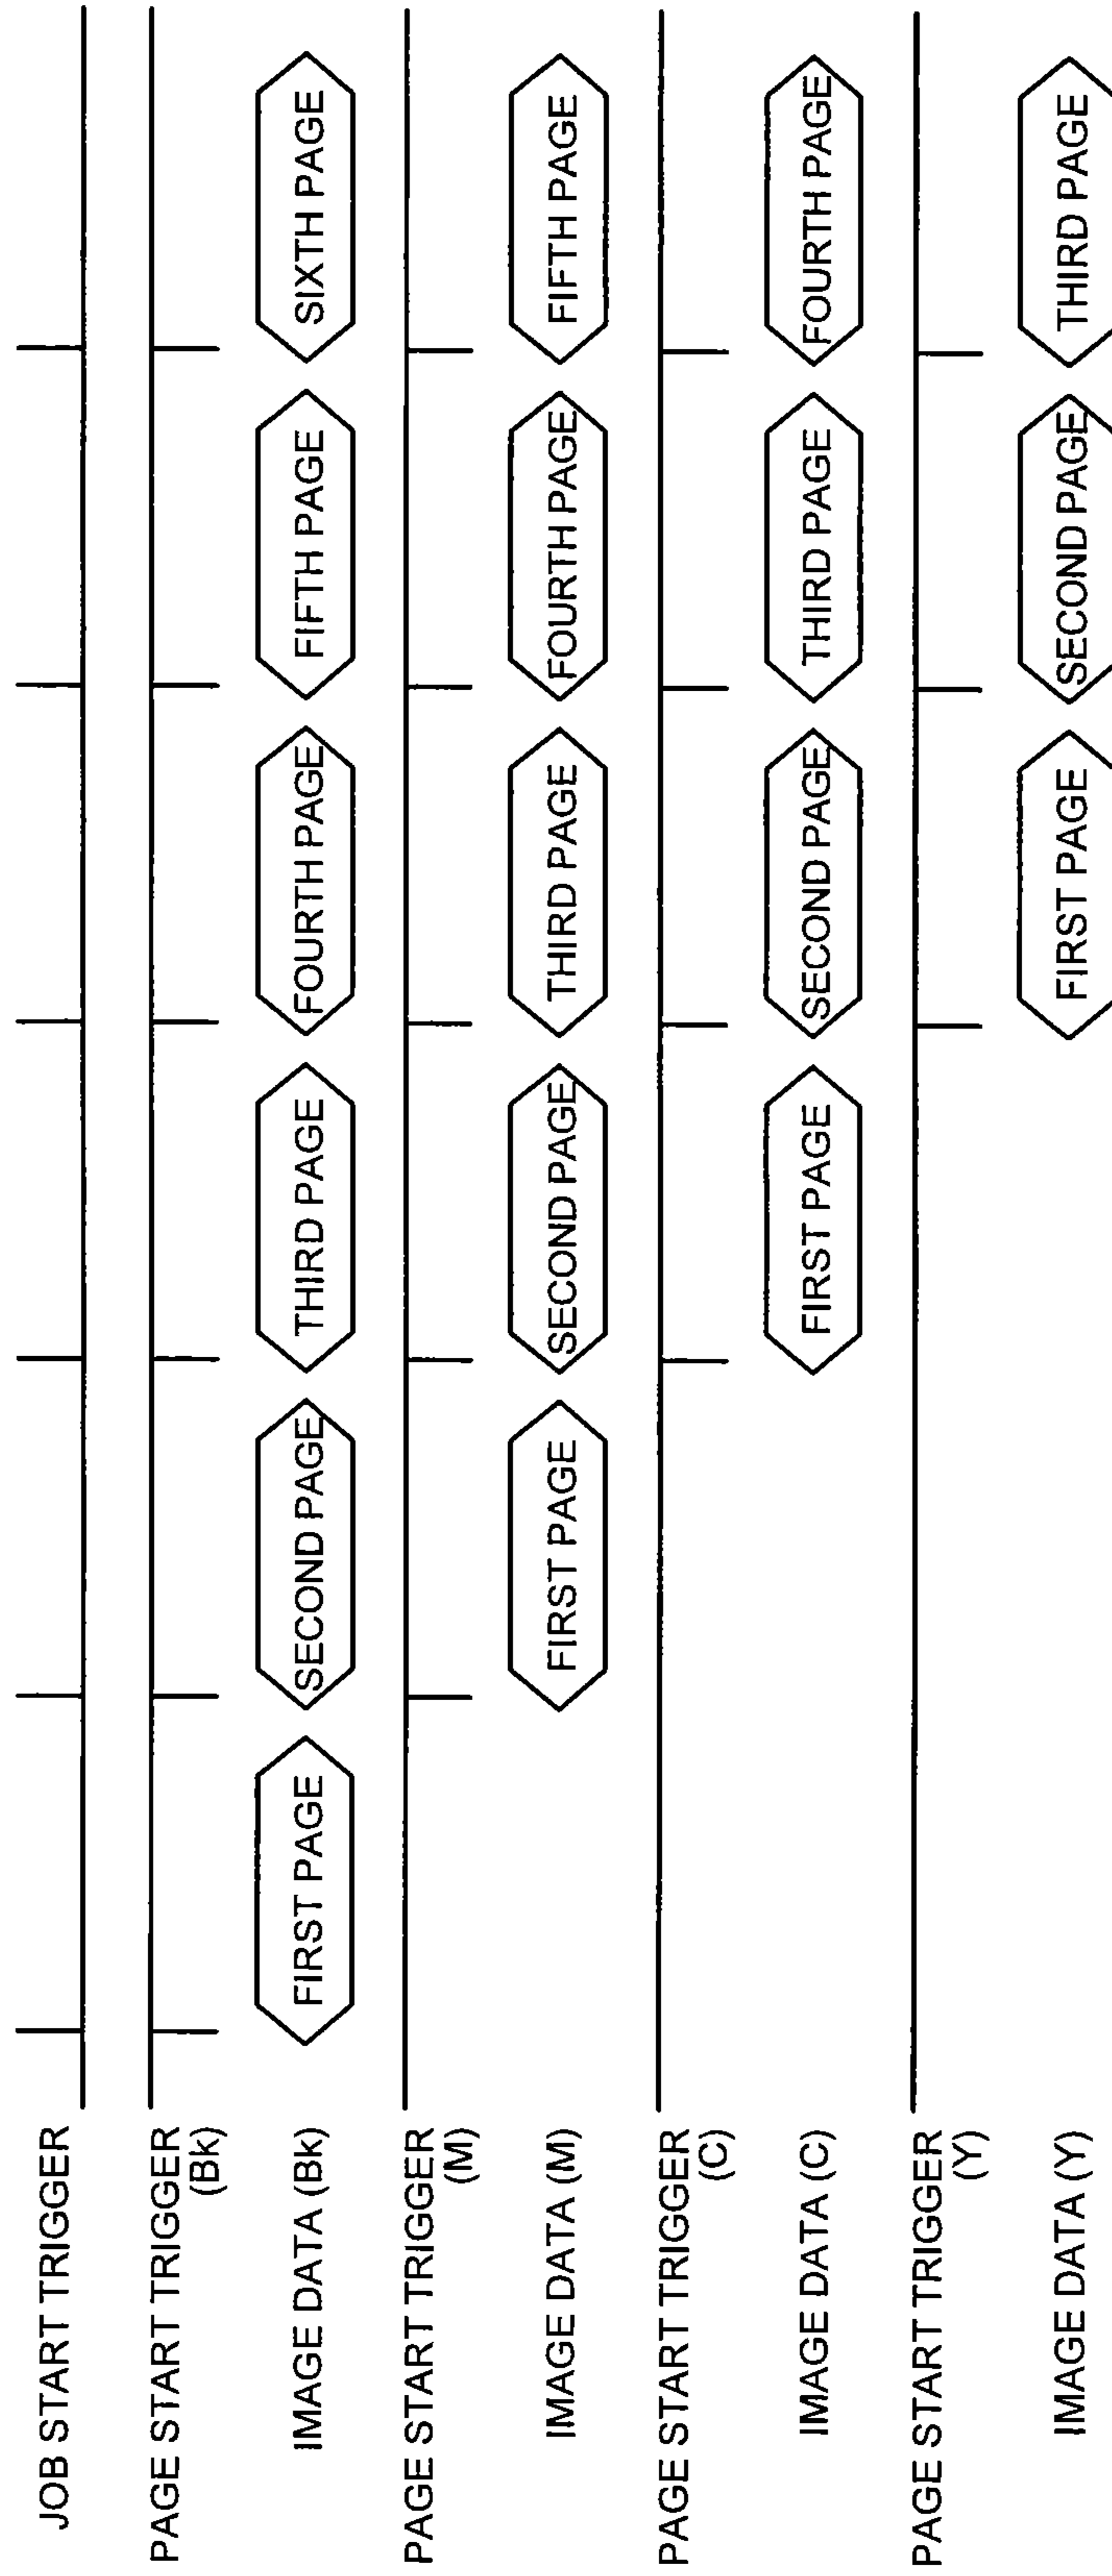 JOB START TRIGGER
PAGE START TRIGGER
(Bk)
IMAGE DATA (Bk)
FIRST PAGE
SECOND PAGE
THIRD PAGE
FOURTH PAGE
FIFTH PAGE
SIXTH PAGE
PAGE START TRIGGER
(M)
IMAGE DATA (M)
FIRST PAGE
SECOND PAGE
THIRD PAGE
FOURTH PAGE
FIFTH PAGE
PAGE START TRIGGER
(C)
IMAGE DATA (C)
FIRST PAGE
SECOND PAGE
THIRD PAGE
FOURTH PAGE
PAGE START TRIGGER
(Y)
IMAGE DATA (Y)
FIRST PAGE
SECOND PAGE
THIRD PAGE